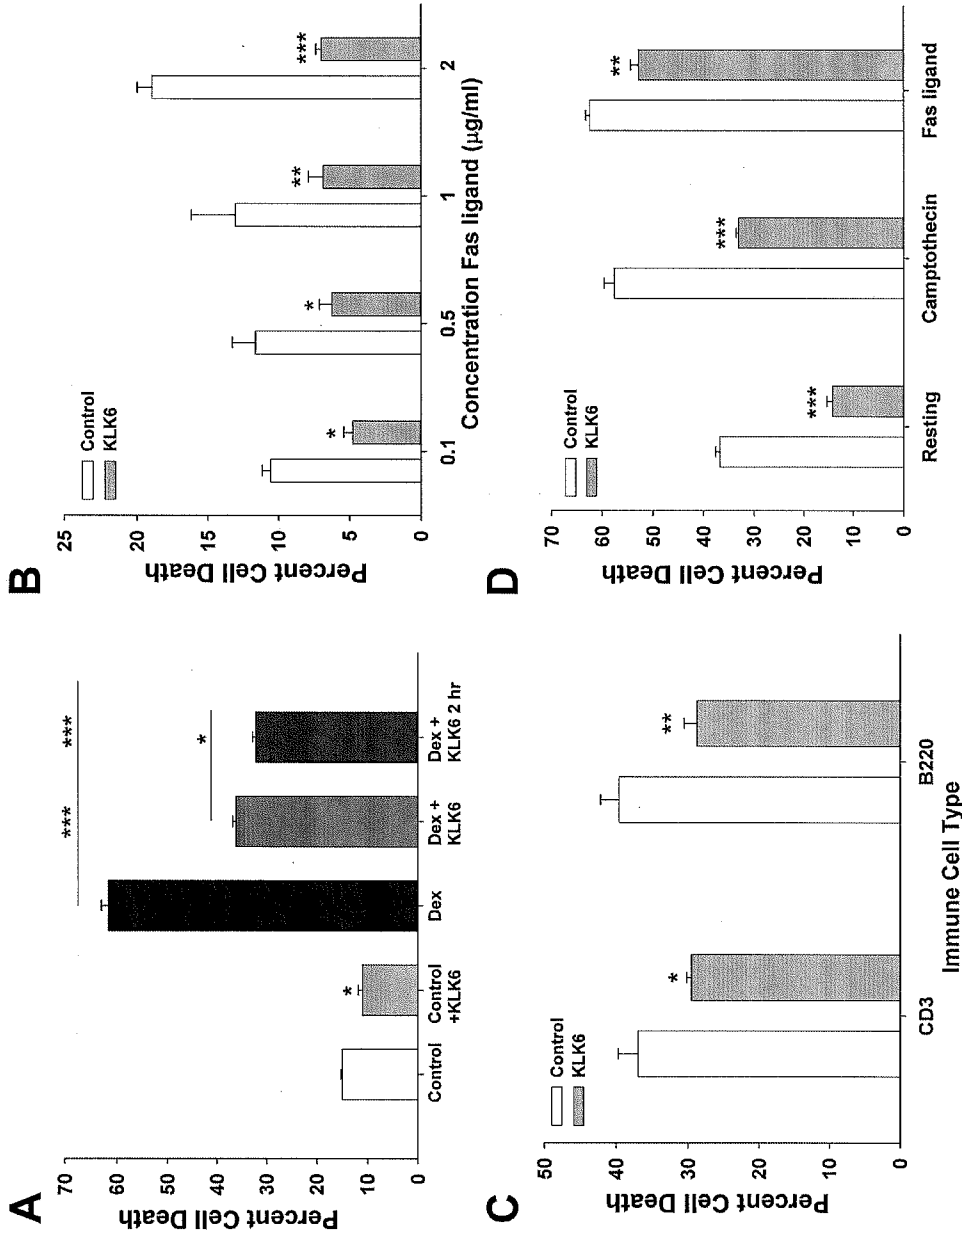 A
Percent Cell Death
70
60
50
40
30
20
10
0
***
***
*
*
Control
Control
+KLK6
Dex
Dex +
KLK6
Dex +
KLK6 2 hr
B
Percent Cell Death
25
20
15
10
5
0
Control
KLK6
*
*
**
***
0.1
0.5
1
2
Concentration Fas ligand (µg/ml)
C
Percent Cell Death
50
40
30
20
10
0
Control
KLK6
*
**
CD3
B220
Immune Cell Type
D
Percent Cell Death
70
60
50
40
30
20
10
0
Control
KLK6
***
***
**
Resting
Camptothecin
Fas ligand